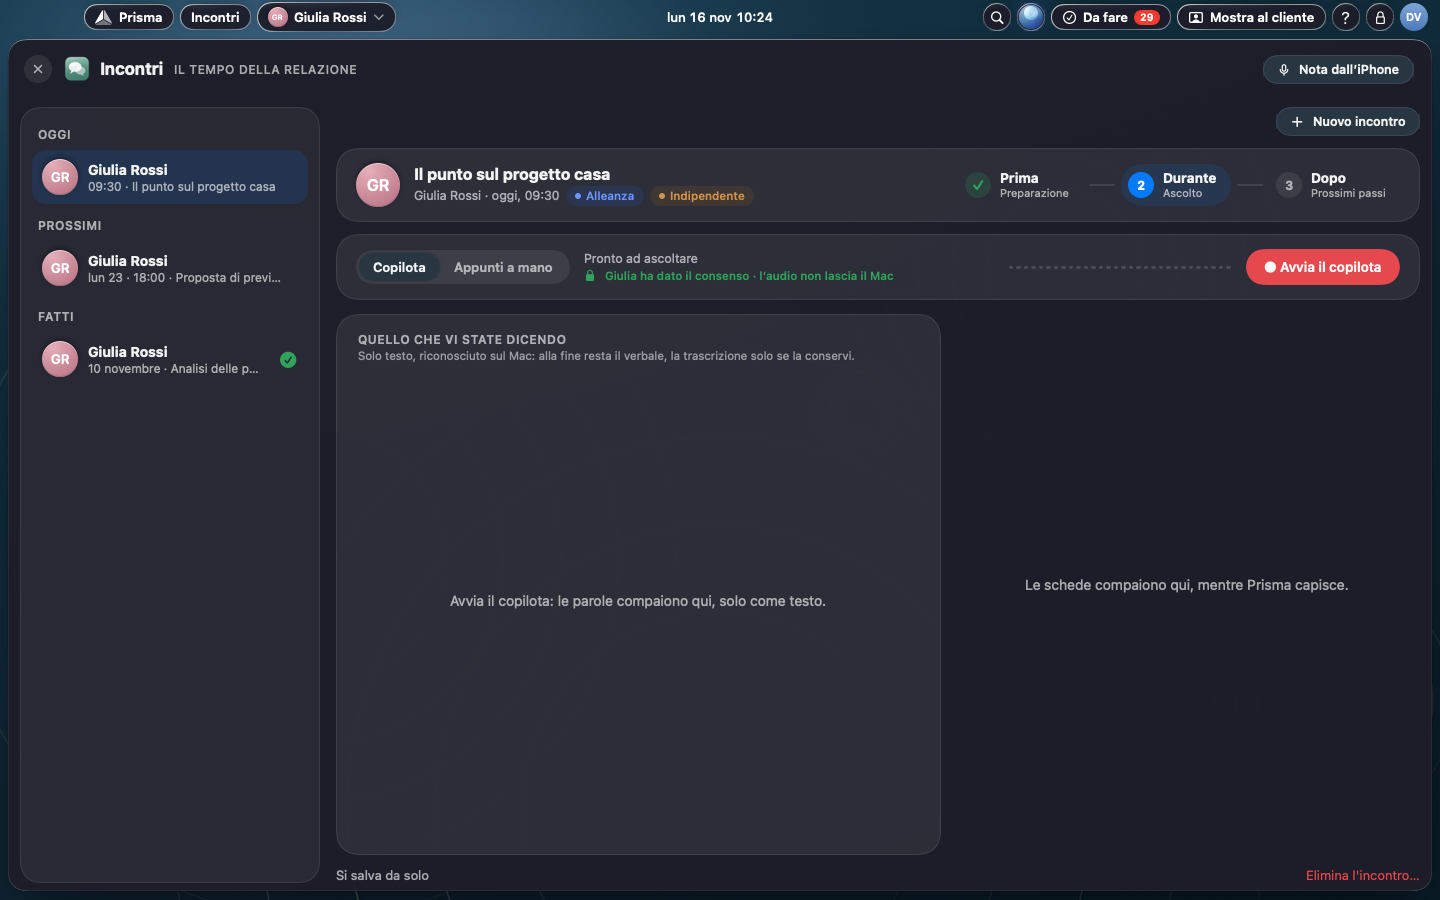 Prisma
Incontri
GR Giulia Rossi
lun 16 nov 10:24
Da fare 29
Mostra al cliente
?
DV
Incontri IL TEMPO DELLA RELAZIONE
Nota dall'iPhone
Nuovo incontro
OGGI
GR
Giulia Rossi
09:30 · Il punto sul progetto casa
PROSSIMI
GR
Giulia Rossi
lun 23 · 18:00 · Proposta di previ...
FATTI
GR
Giulia Rossi
10 novembre · Analisi delle p...
GR
Il punto sul progetto casa
Giulia Rossi · oggi, 09:30 Alleanza Indipendente
Prima
Preparazione
2
Durante
Ascolto
3
Dopo
Prossimi passi
Copilota
Appunti a mano
Pronto ad ascoltare
Giulia ha dato il consenso · l'audio non lascia il Mac
Avvia il copilota
QUELLO CHE VI STATE DICENDO
Solo testo, riconosciuto sul Mac: alla fine resta il verbale, la trascrizione solo se la conservi.
Avvia il copilota: le parole compaiono qui, solo come testo.
Le schede compaiono qui, mentre Prisma capisce.
Si salva da solo
Elimina l'incontro...